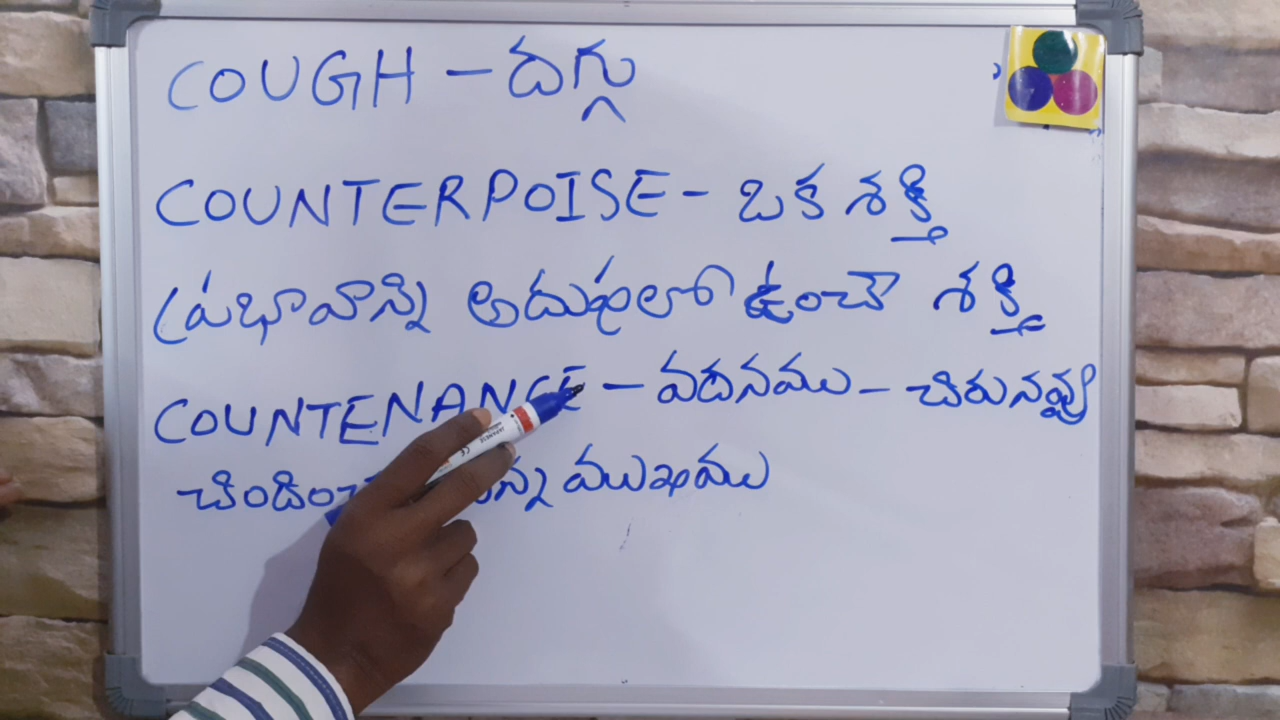 COUGH – దగ్గు
COUNTERPOISE – ఒక శక్తి
ప్రభావాన్ని అదుపులో ఉంచే శక్తి
COUNTENANCE – వదనము – చిరునవ్వు
ముఖము